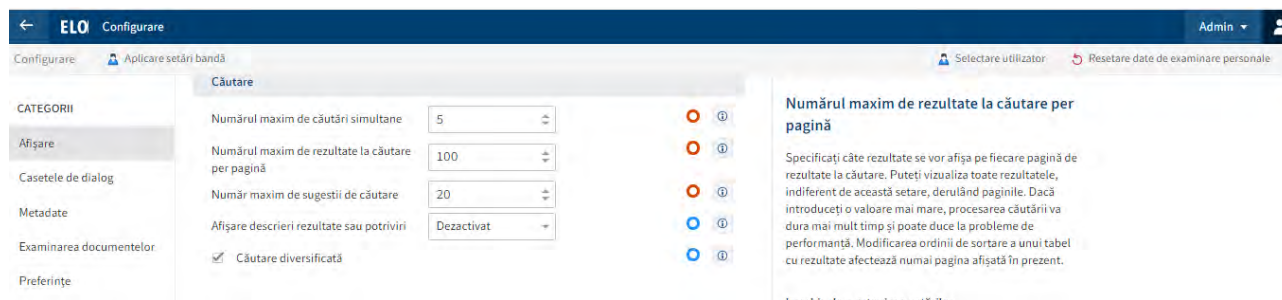 ELO Configurare
Admin
Configurare
Aplicare setări bandă
Selectare utilizator
Resetare date de examinare personale
CATEGORII
Afișare
Casetele de dialog
Metadate
Examinarea documentelor
Preferințe
Căutare
Numărul maxim de căutări simultane
5
Numărul maxim de rezultate la căutare
per pagină
100
Număr maxim de sugestii de căutare
20
Afișare descrieri rezultate sau potriviri
Dezactivat
Căutare diversificată
Numărul maxim de rezultate la căutare per
pagină
Specificați câte rezultate se vor afișa pe fiecare pagină de
rezultate la căutare. Puteți vizualiza toate rezultatele,
indiferent de această setare, derulând paginile. Dacă
introduceți o valoare mai mare, procesarea căutării va
dura mai mult timp și poate duce la probleme de
performanță. Modificarea ordinii de sortare a unui tabel
cu rezultate afectează numai pagina afișată în prezent.